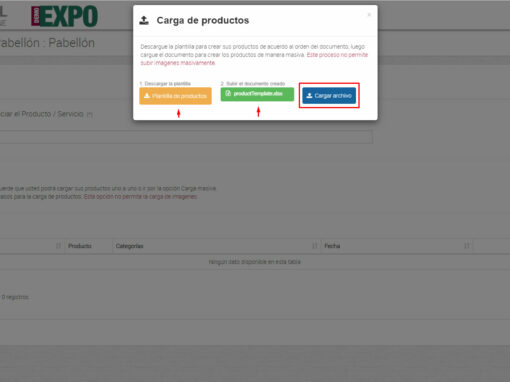 DEMO EXPO
abellón : Pabellón
Carga de productos
×
Descargue la plantilla para crear sus productos de acuerdo al orden del documento, luego
cargue el documento para crear los productos de manera masiva. Este proceso no permite
subir imagenes masivamente.
1. Descargar la plantilla
2. Subir el documento creado
Plantilla de productos
productTemplate.xlsx
Cargar archivo
ciar el Producto / Servicio (*)
uerde que usted podrá cargar sus productos uno a uno o ir por la opción Carga masiva.
asos para la carga de productos. Esta opción no permite la carga de imagenes.
Producto
Categorías
Fecha
Ningún dato disponible en esta tabla
0 registros